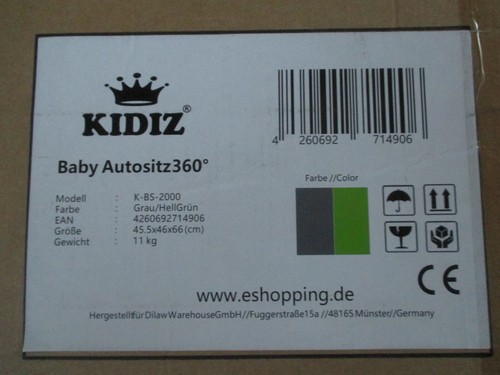 KIDIZ®
4 260692 714906
Baby Autositz360°
Farbe//Color
Modell : K-BS-2000
Farbe : Grau/HellGrün
EAN : 4260692714906
Größe : 45.5x46x66(cm)
Gewicht : 11 kg
CE
www.eshopping.de
Hergestellt für Dilaw Warehouse GmbH//Fuggerstraße 15a//48165 Münster//Germany